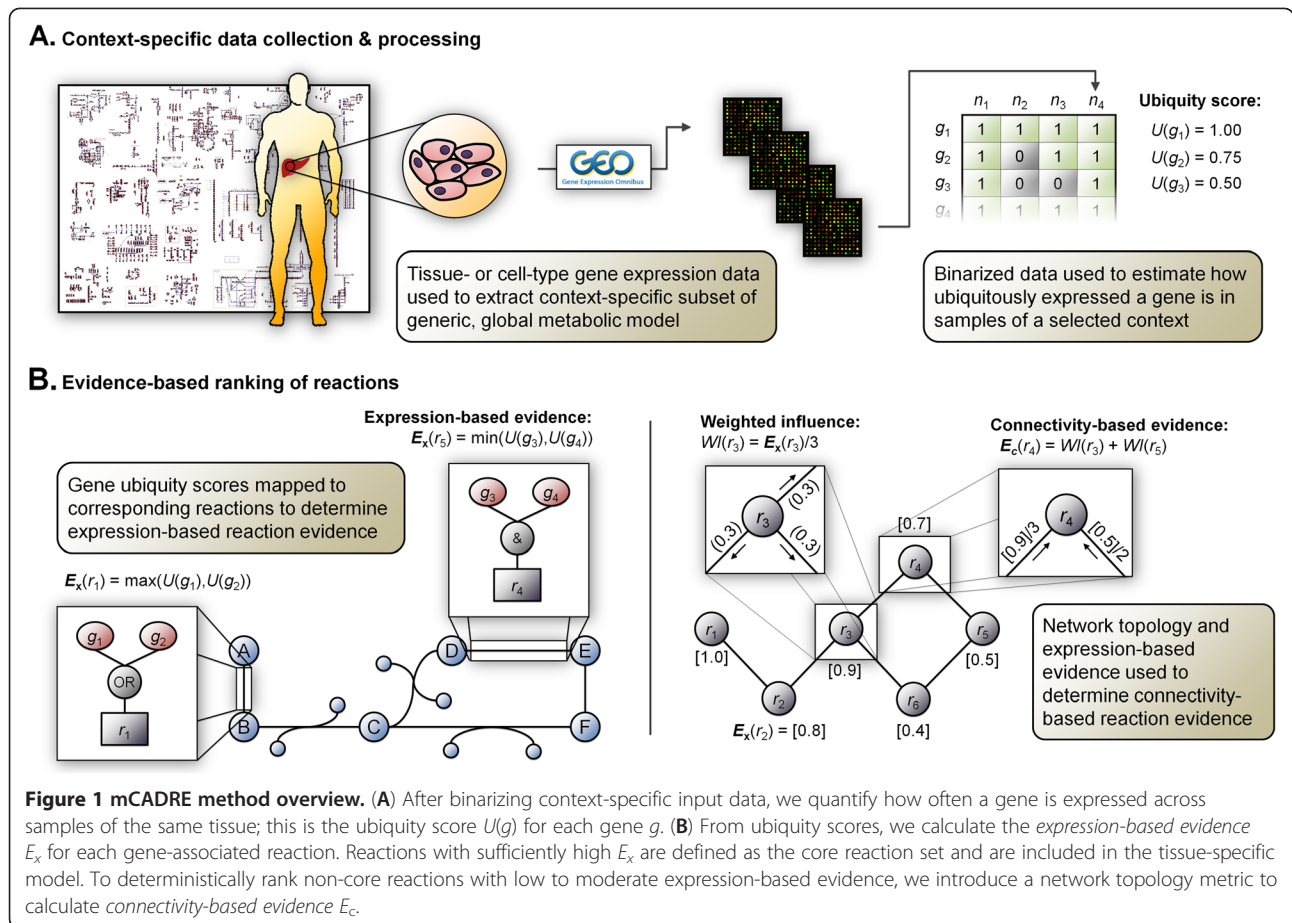 A. Context-specific data collection & processing
GEO
Gene Expression Omnibus
Tissue- or cell-type gene expression data
used to extract context-specific subset of
generic, global metabolic model
n1 n2 n3 n4
g1 1 1 1 1
g2 1 0 1 1
g3 1 0 0 1
g4 1 1 1 1
Ubiquity score:
U(g1) = 1.00
U(g2) = 0.75
U(g3) = 0.50
Binarized data used to estimate how
ubiquitously expressed a gene is in
samples of a selected context
B. Evidence-based ranking of reactions
Expression-based evidence:
Ex(r5) = min(U(g3),U(g4))
Gene ubiquity scores mapped to
corresponding reactions to determine
expression-based reaction evidence
g3 g4
&
r4
Ex(r1) = max(U(g1),U(g2))
g1 g2
OR
r1
A
B
C
D
E
F
Weighted influence:
WI(r3) = Ex(r3)/3
(0.3)
r3
(0.3)
(0.3)
Connectivity-based evidence:
Ec(r4) = WI(r3) + WI(r5)
r4
[0.9]/3
[0.5]/2
[0.7]
r4
r1
[1.0]
r3
[0.9]
r5
[0.5]
r2
Ex(r2) = [0.8]
r6
[0.4]
Network topology and
expression-based
evidence used to
determine connectivity-
based reaction evidence
Figure 1 mCADRE method overview. (A) After binarizing context-specific input data, we quantify how often a gene is expressed across
samples of the same tissue; this is the ubiquity score U(g) for each gene g. (B) From ubiquity scores, we calculate the expression-based evidence
Ex for each gene-associated reaction. Reactions with sufficiently high Ex are defined as the core reaction set and are included in the tissue-specific
model. To deterministically rank non-core reactions with low to moderate expression-based evidence, we introduce a network topology metric to
calculate connectivity-based evidence Ec.